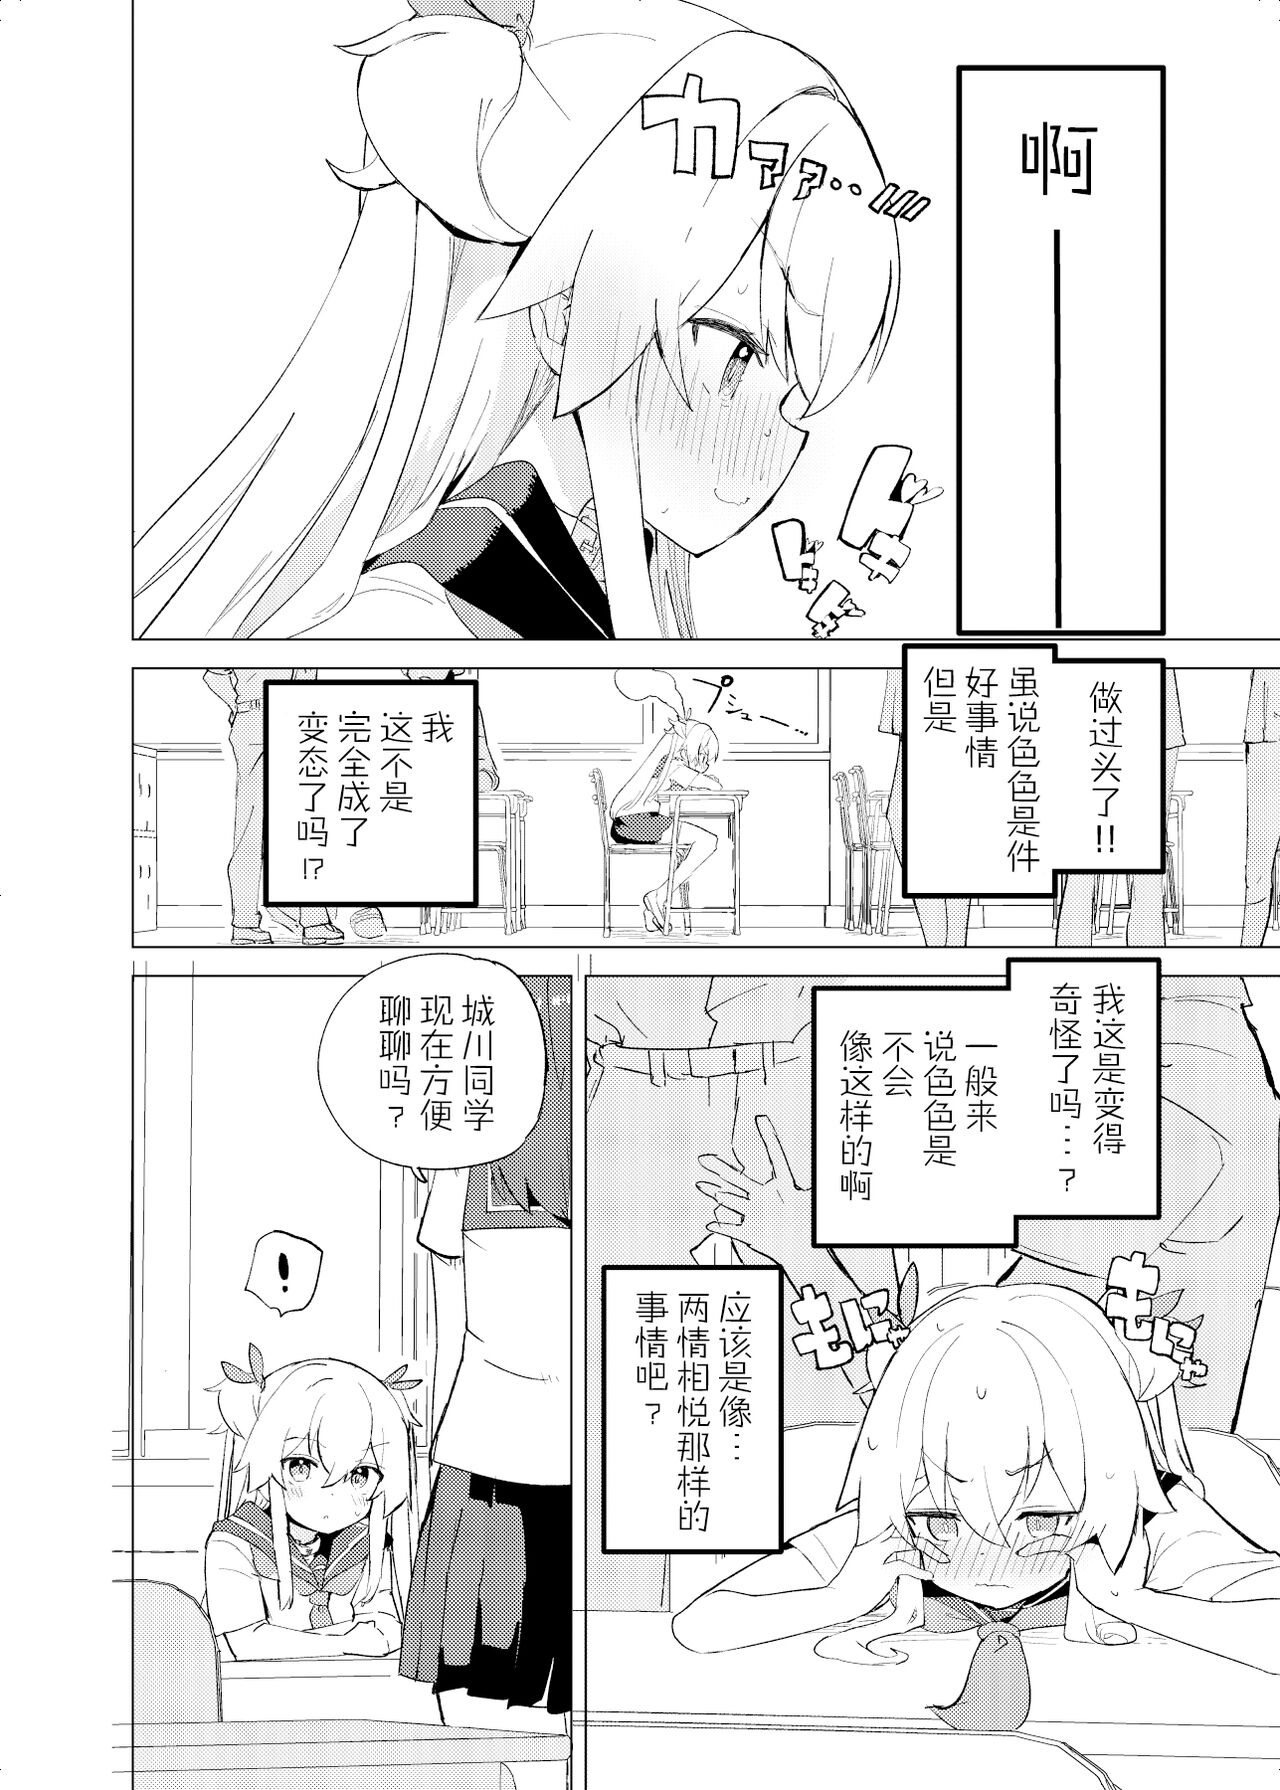 啊——
カァァ…
ドキ
ドキ
ドキ
做过头了!!
虽说色色是件
好事情
但是
プシュー…
我
这不是
完全成了
变态了吗!?
我这是变得
奇怪了吗…?
一般来
说色色是
不会
像这样的啊
应该是像…
两情相悦那样的
事情吧?
もにゅ
もにゅ
城川同学
现在方便
聊聊吗?
!